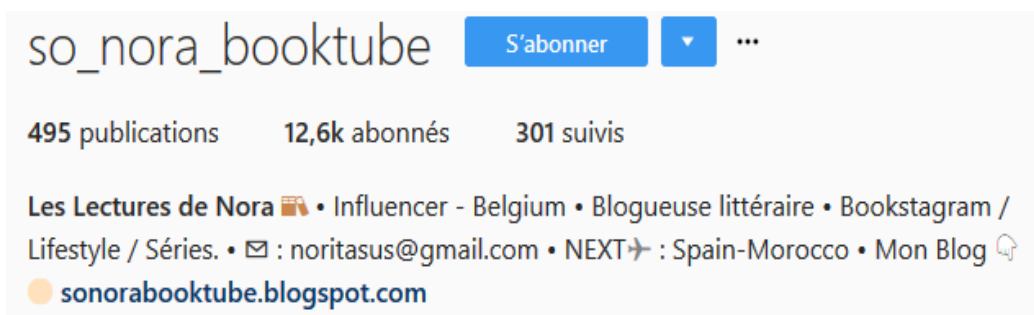 so_nora_booktube S'abonner ▼ •••
495 publications 12,6k abonnés 301 suivis
Les Lectures de Nora 📚 • Influencer - Belgium • Blogueuse littéraire • Bookstagram /
Lifestyle / Séries. • ✉ : noritasus@gmail.com • NEXT✈ : Spain-Morocco • Mon Blog 👇
sonorabooktube.blogspot.com